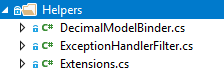 Helpers
C# DecimalModelBinder.cs
C# ExceptionHandlerFilter.cs
C# Extensions.cs